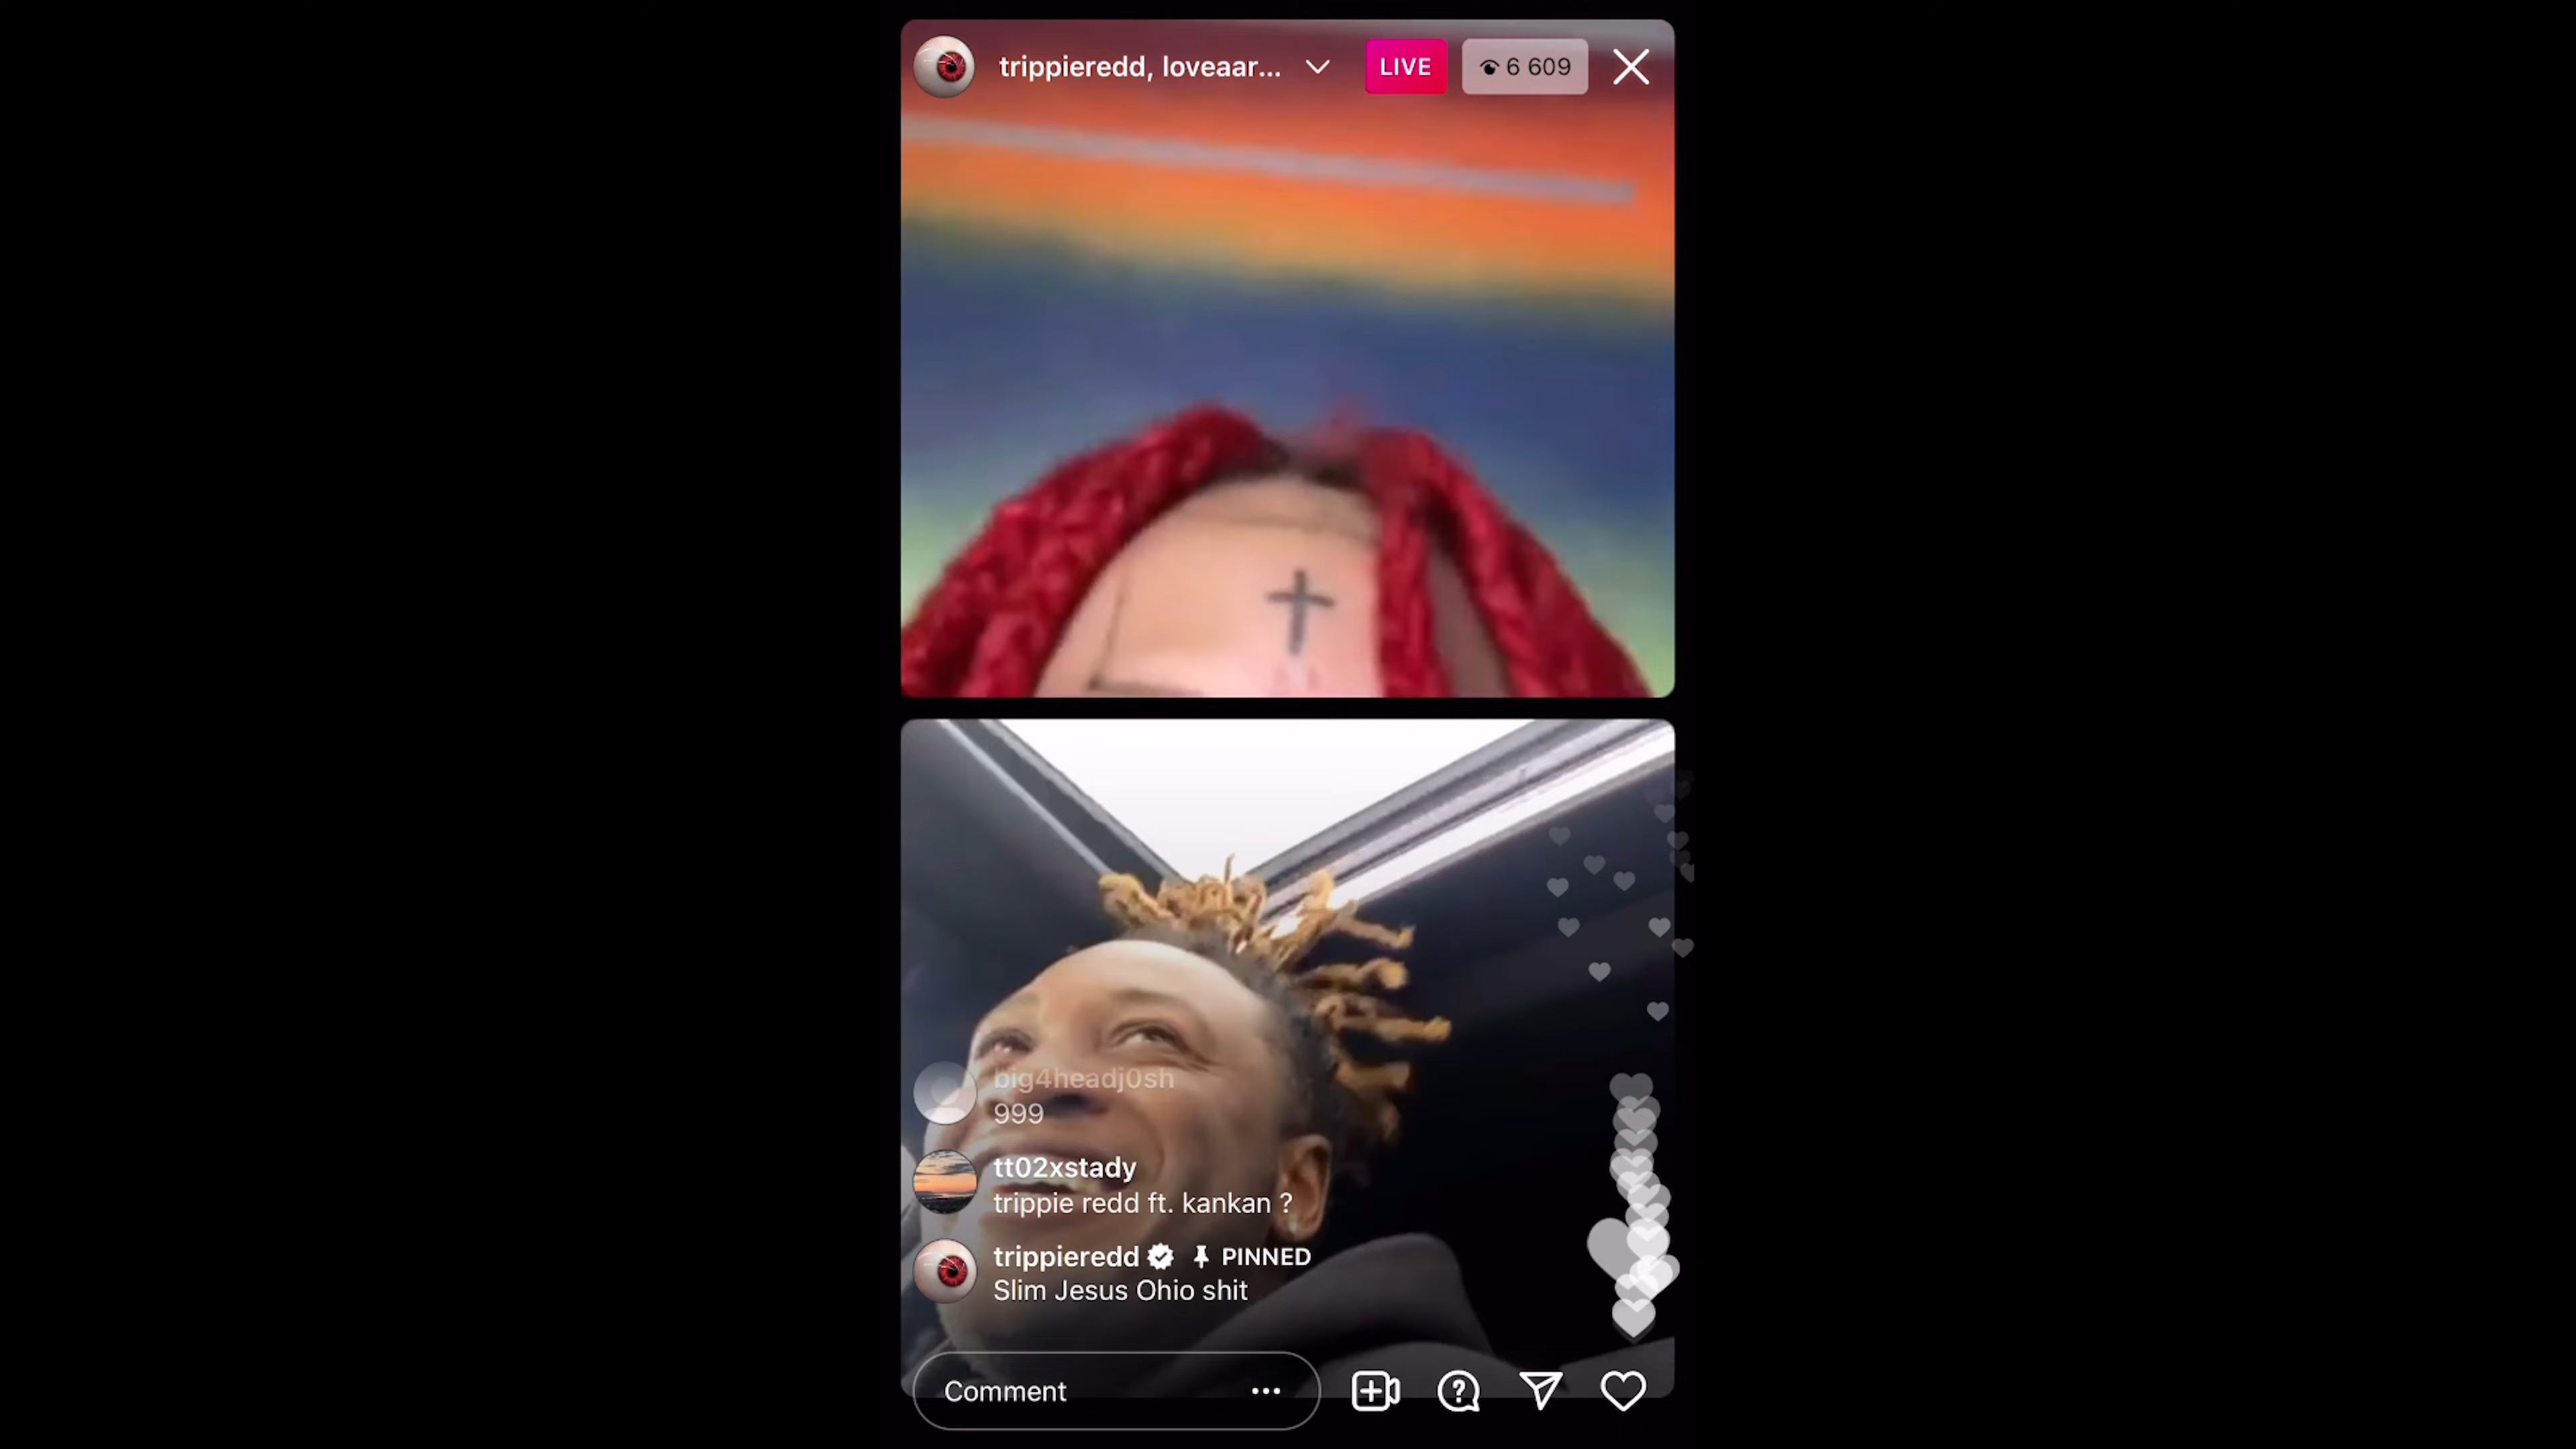 trippieredd, loveaar...
LIVE
6 609
big4headj0sh
999
tt02xstady
trippie redd ft. kankan ?
trippieredd PINNED
Slim Jesus Ohio shit
Comment